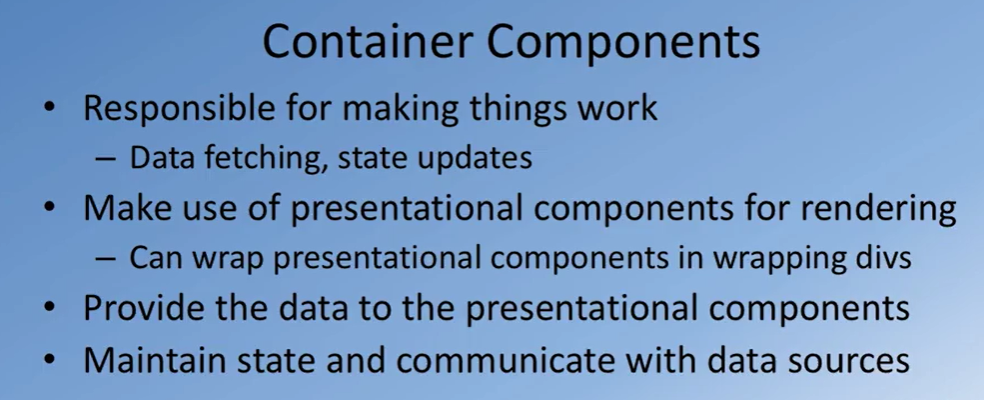 Container Components
• Responsible for making things work
– Data fetching, state updates
• Make use of presentational components for rendering
– Can wrap presentational components in wrapping divs
• Provide the data to the presentational components
• Maintain state and communicate with data sources